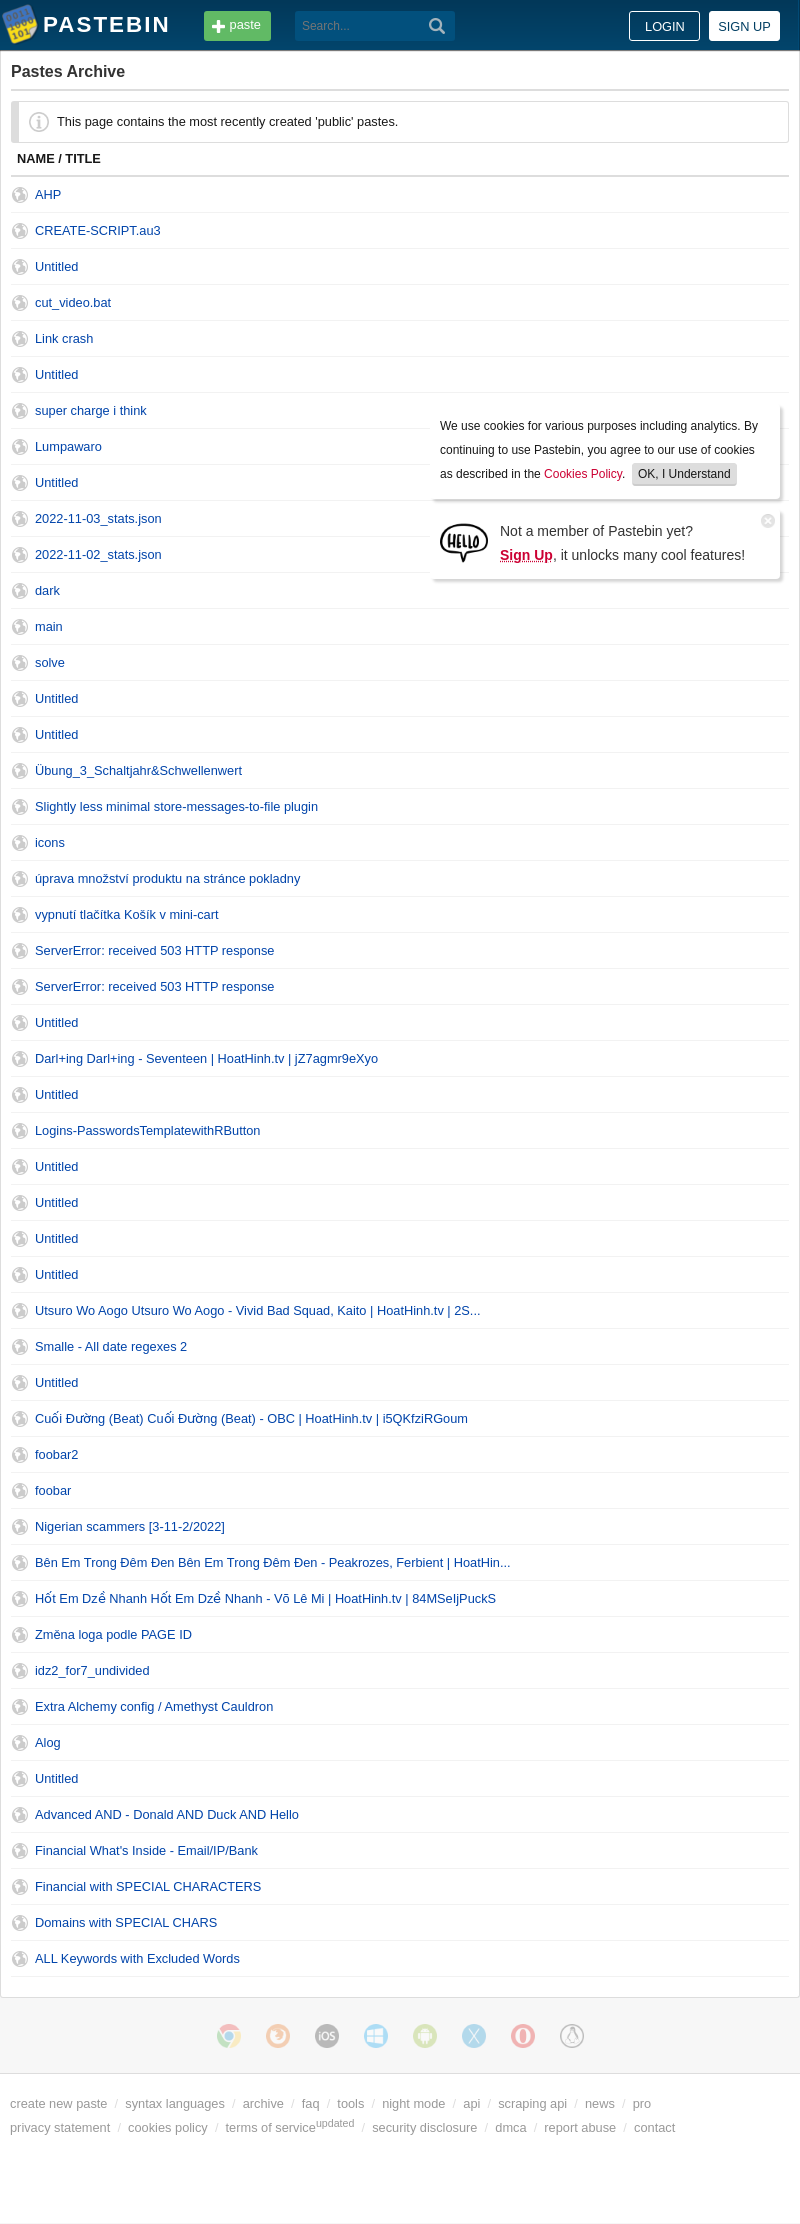 PASTEBIN
paste
Search...
LOGIN
SIGN UP
Pastes Archive
This page contains the most recently created 'public' pastes.
NAME / TITLE
AHP
CREATE-SCRIPT.au3
Untitled
cut_video.bat
Link crash
Untitled
super charge i think
Lumpawaro
Untitled
2022-11-03_stats.json
2022-11-02_stats.json
We use cookies for various purposes including analytics. By
continuing to use Pastebin, you agree to our use of cookies
as described in the Cookies Policy. OK, I Understand
HELLO
Not a member of Pastebin yet?
Sign Up, it unlocks many cool features!
dark
main
solve
Untitled
Untitled
Übung_3_Schaltjahr&Schwellenwert
Slightly less minimal store-messages-to-file plugin
icons
úprava množství produktu na stránce pokladny
vypnutí tlačítka Košík v mini-cart
ServerError: received 503 HTTP response
ServerError: received 503 HTTP response
Untitled
Darl+ing Darl+ing - Seventeen | HoatHinh.tv | jZ7agmr9eXyo
Untitled
Logins-PasswordsTemplatewithRButton
Untitled
Untitled
Untitled
Untitled
Utsuro Wo Aogo Utsuro Wo Aogo - Vivid Bad Squad, Kaito | HoatHinh.tv | 2S...
Smalle - All date regexes 2
Untitled
Cuối Đường (Beat) Cuối Đường (Beat) - OBC | HoatHinh.tv | i5QKfziRGoum
foobar2
foobar
Nigerian scammers [3-11-2/2022]
Bên Em Trong Đêm Đen Bên Em Trong Đêm Đen - Peakrozes, Ferbient | HoatHin...
Hốt Em Dzề Nhanh Hốt Em Dzề Nhanh - Võ Lê Mi | HoatHinh.tv | 84MSeIjPuckS
Změna loga podle PAGE ID
idz2_for7_undivided
Extra Alchemy config / Amethyst Cauldron
Alog
Untitled
Advanced AND - Donald AND Duck AND Hello
Financial What's Inside - Email/IP/Bank
Financial with SPECIAL CHARACTERS
Domains with SPECIAL CHARS
ALL Keywords with Excluded Words
iOS
create new paste / syntax languages / archive / faq / tools / night mode / api / scraping api / news / pro
privacy statement / cookies policy / terms of serviceupdated / security disclosure / dmca / report abuse / contact